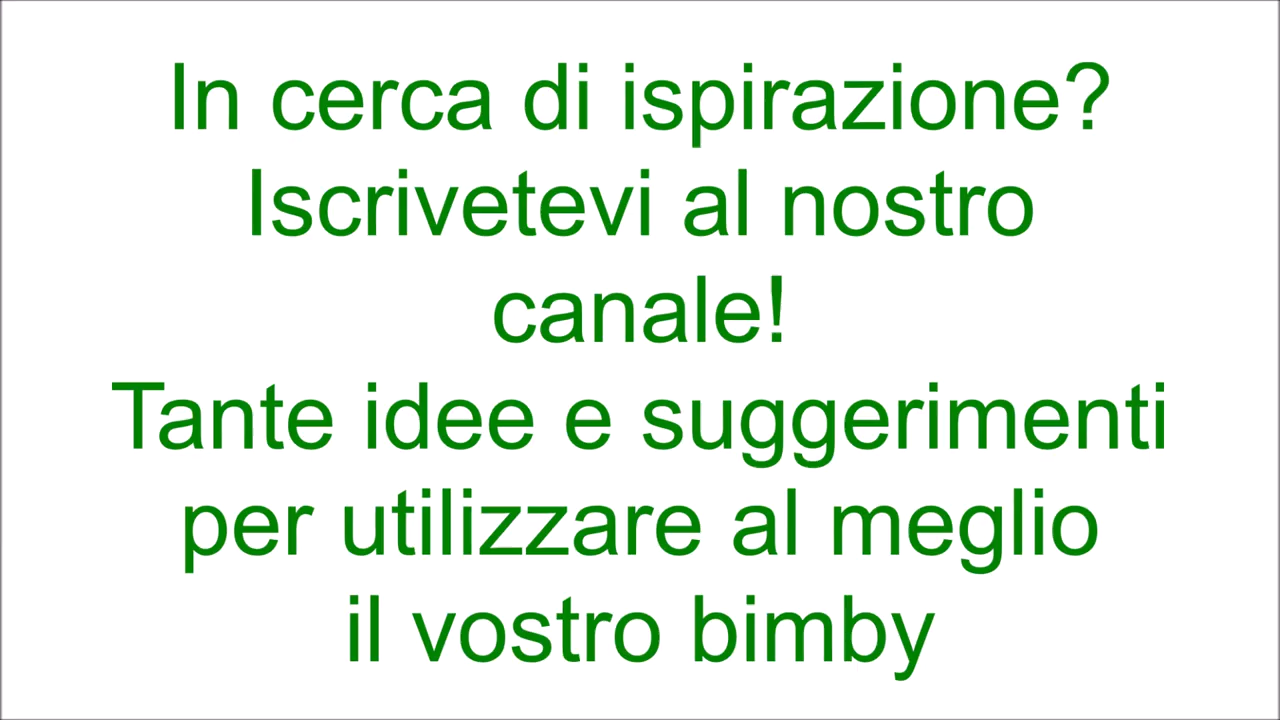 In cerca di ispirazione?
Iscrivetevi al nostro
canale!
Tante idee e suggerimenti
per utilizzare al meglio
il vostro bimby